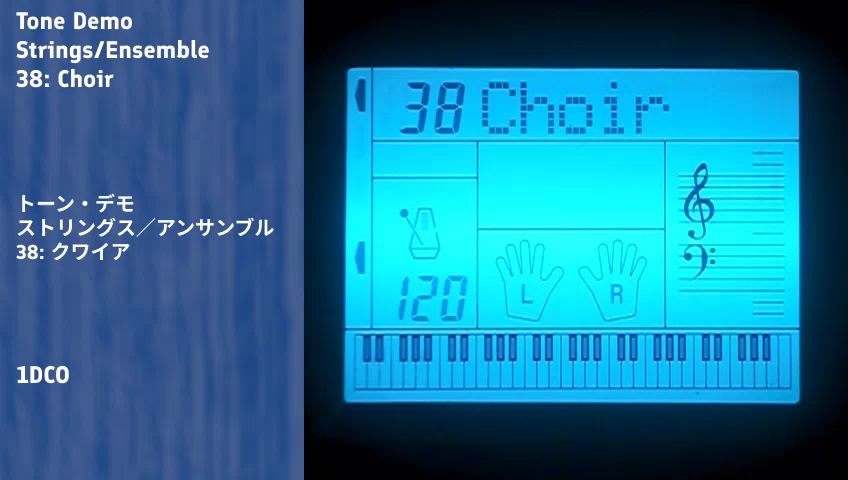 Tone Demo
Strings/Ensemble
38: Choir
トーン・デモ
ストリングス／アンサンブル
38: クワイア
1DCO
38 Choir
120
L R